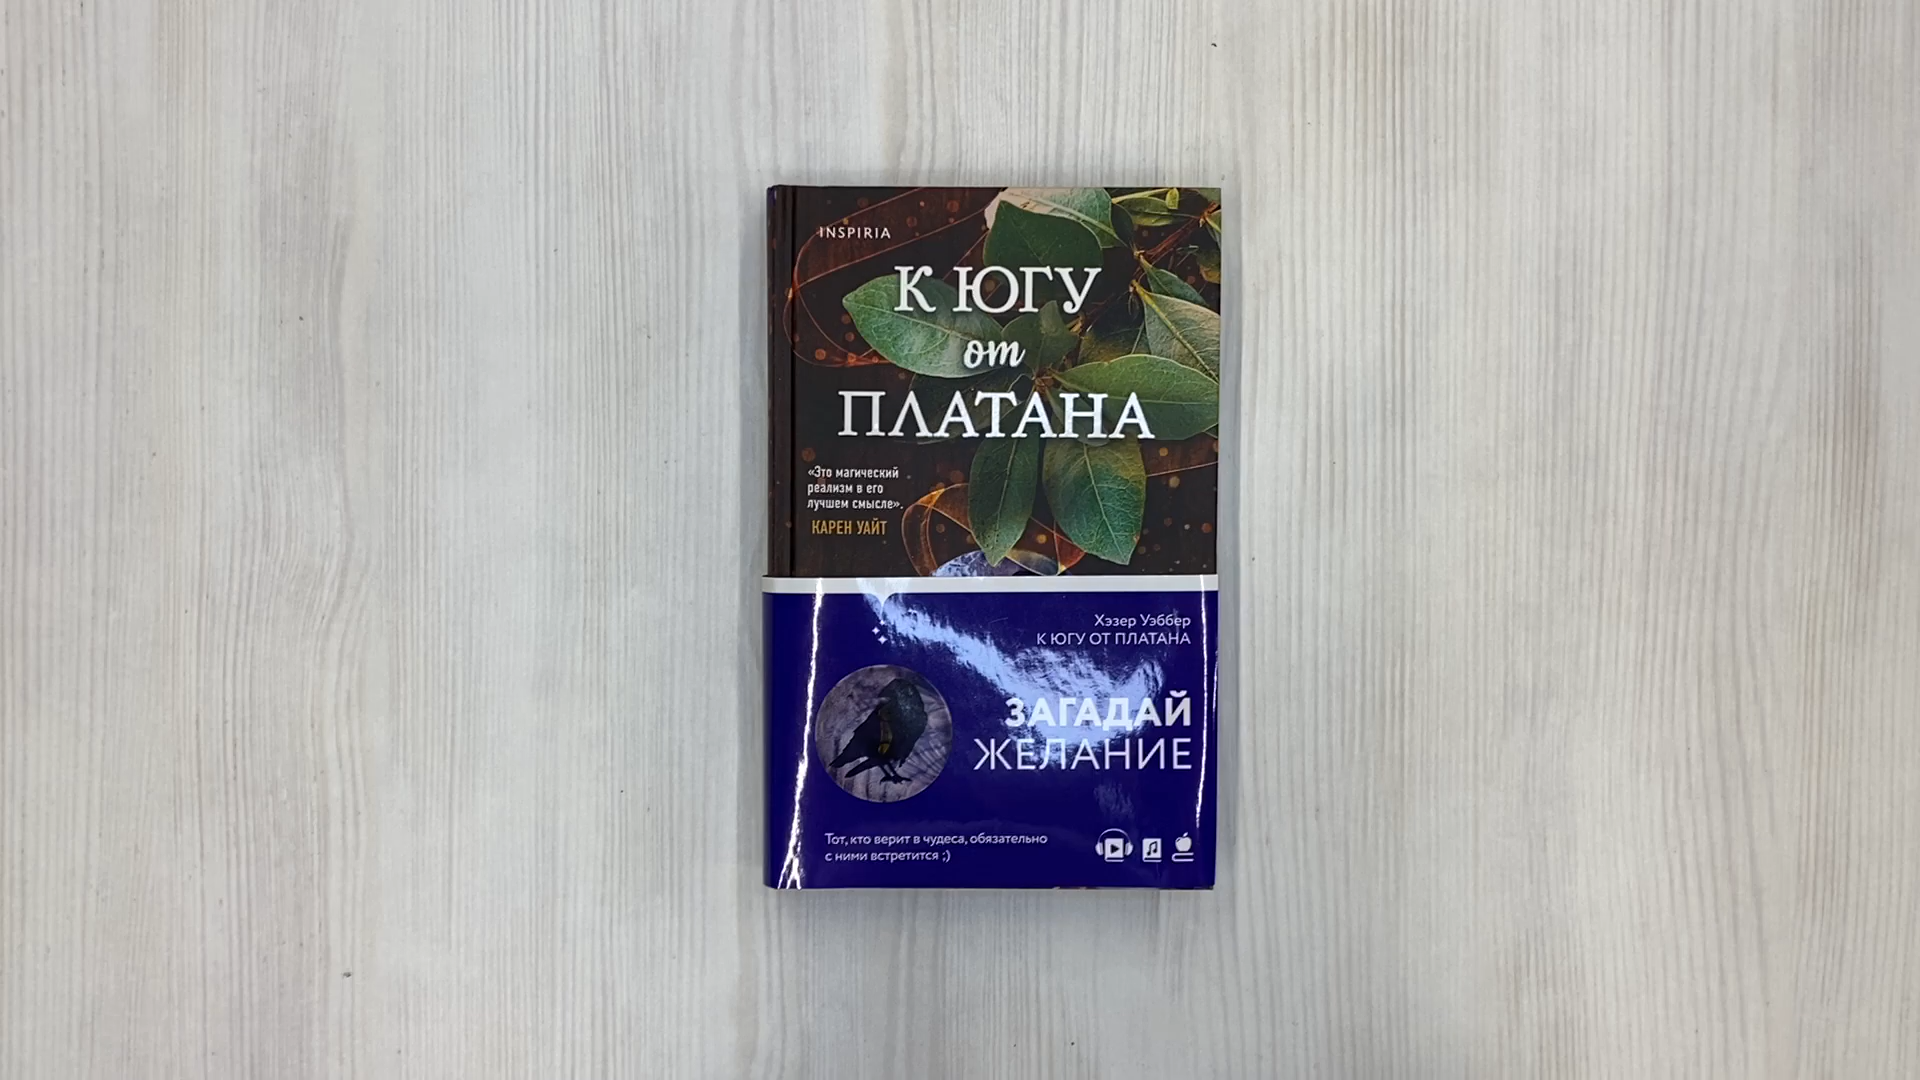 INSPIRIA
К ЮГУ
от
ПЛАТАНА
«Это магический
реализм в его
лучшем смысле».
КАРЕН УАЙТ
Хэзер Уэббер
К ЮГУ ОТ ПЛАТАНА
ЗАГАДАЙ
ЖЕЛАНИЕ
Тот, кто верит в чудеса, обязательно
с ними встретится ;)